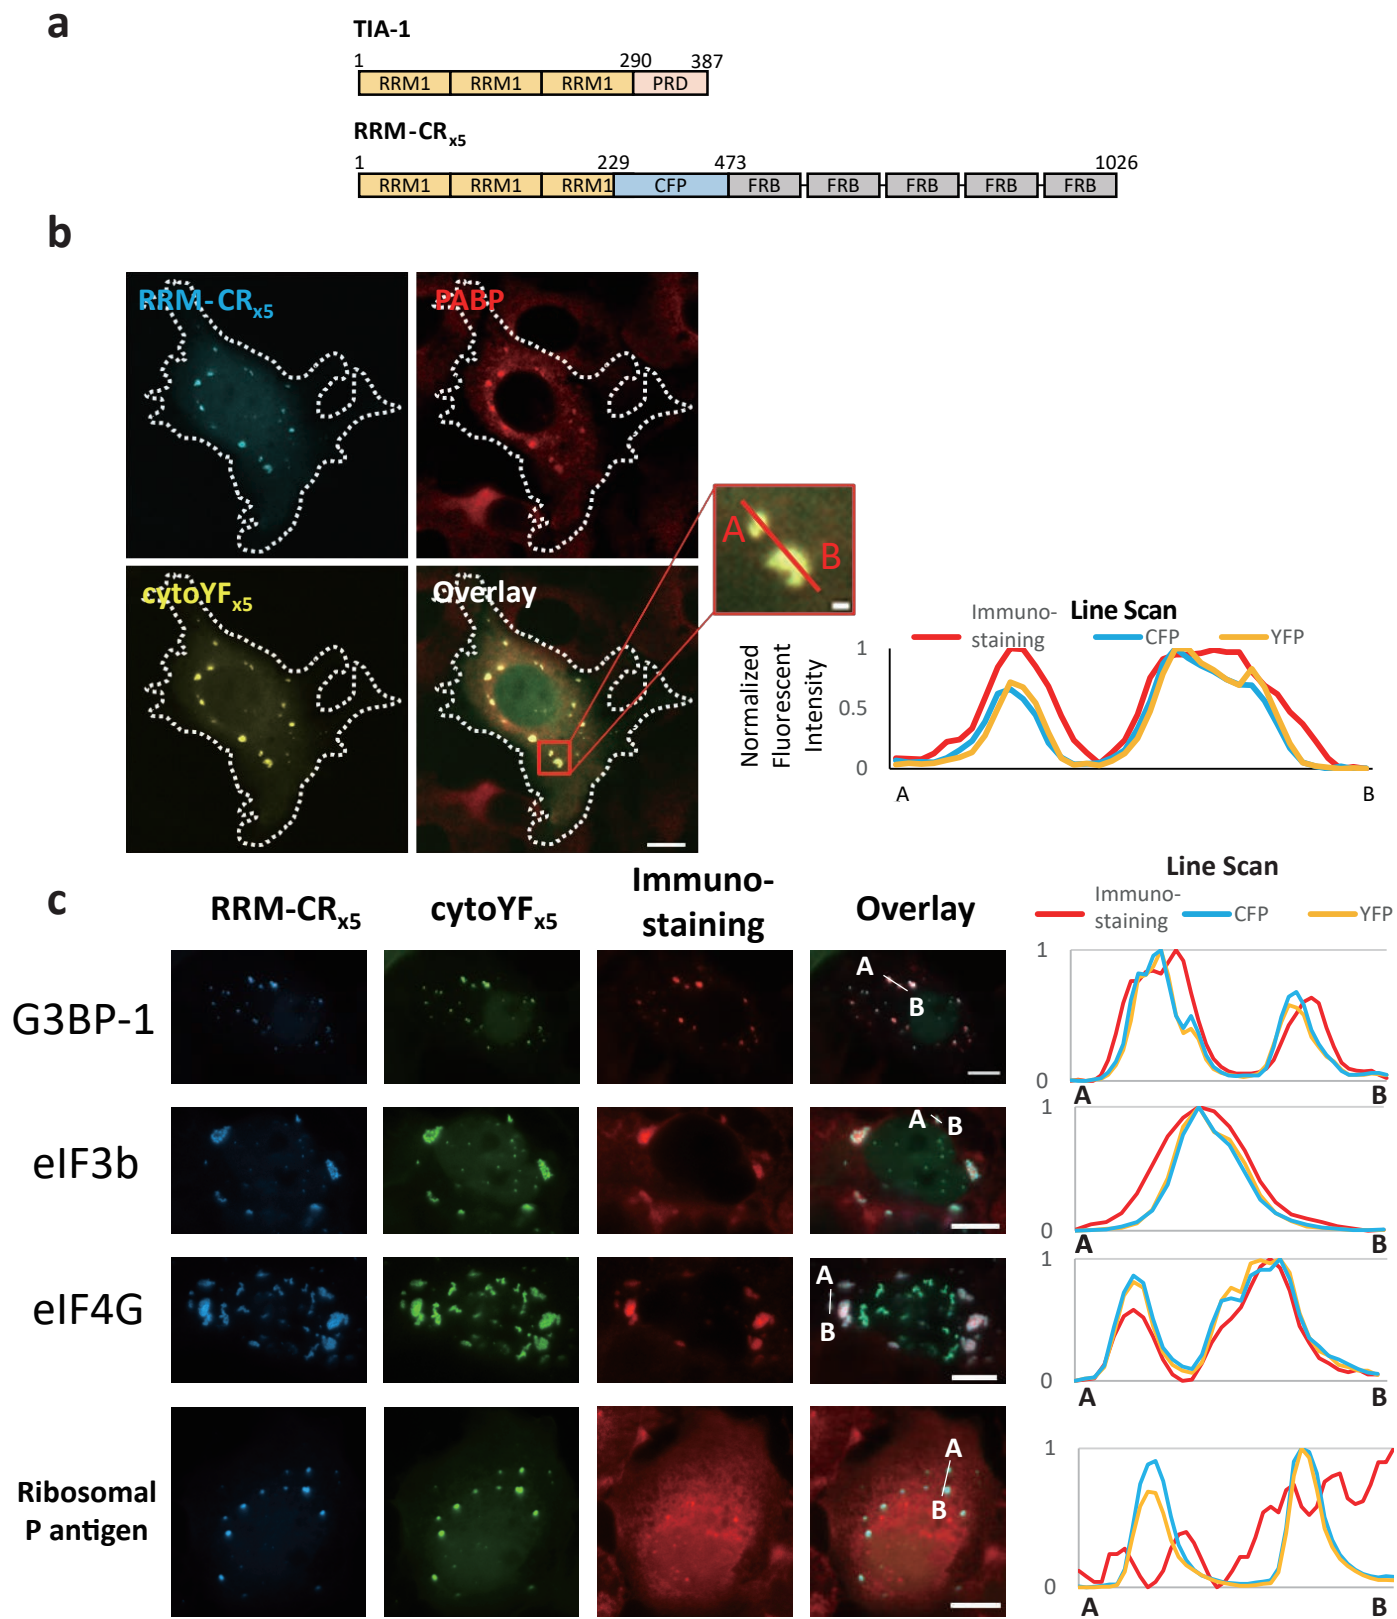 a
TIA-1
1 290 387
RRM1 RRM1 RRM1 PRD
RRM-CRx5
1 229 473 1026
RRM1 RRM1 RRM1 CFP FRB FRB FRB FRB FRB
b
RRM-CRx5 PABP
cytoYFx5 Overlay
A
B
Line Scan
Immuno-staining CFP YFP
Normalized
Fluorescent
Intensity
1
0.5
0
A B
c
RRM-CRx5 cytoYFx5 Immuno-staining Overlay
Line Scan
Immuno-staining CFP YFP
G3BP-1
A
B
1
0
A B
eIF3b
A B
1
0
A B
eIF4G
A
B
1
0
A B
Ribosomal
P antigen
A
B
1
0
A B